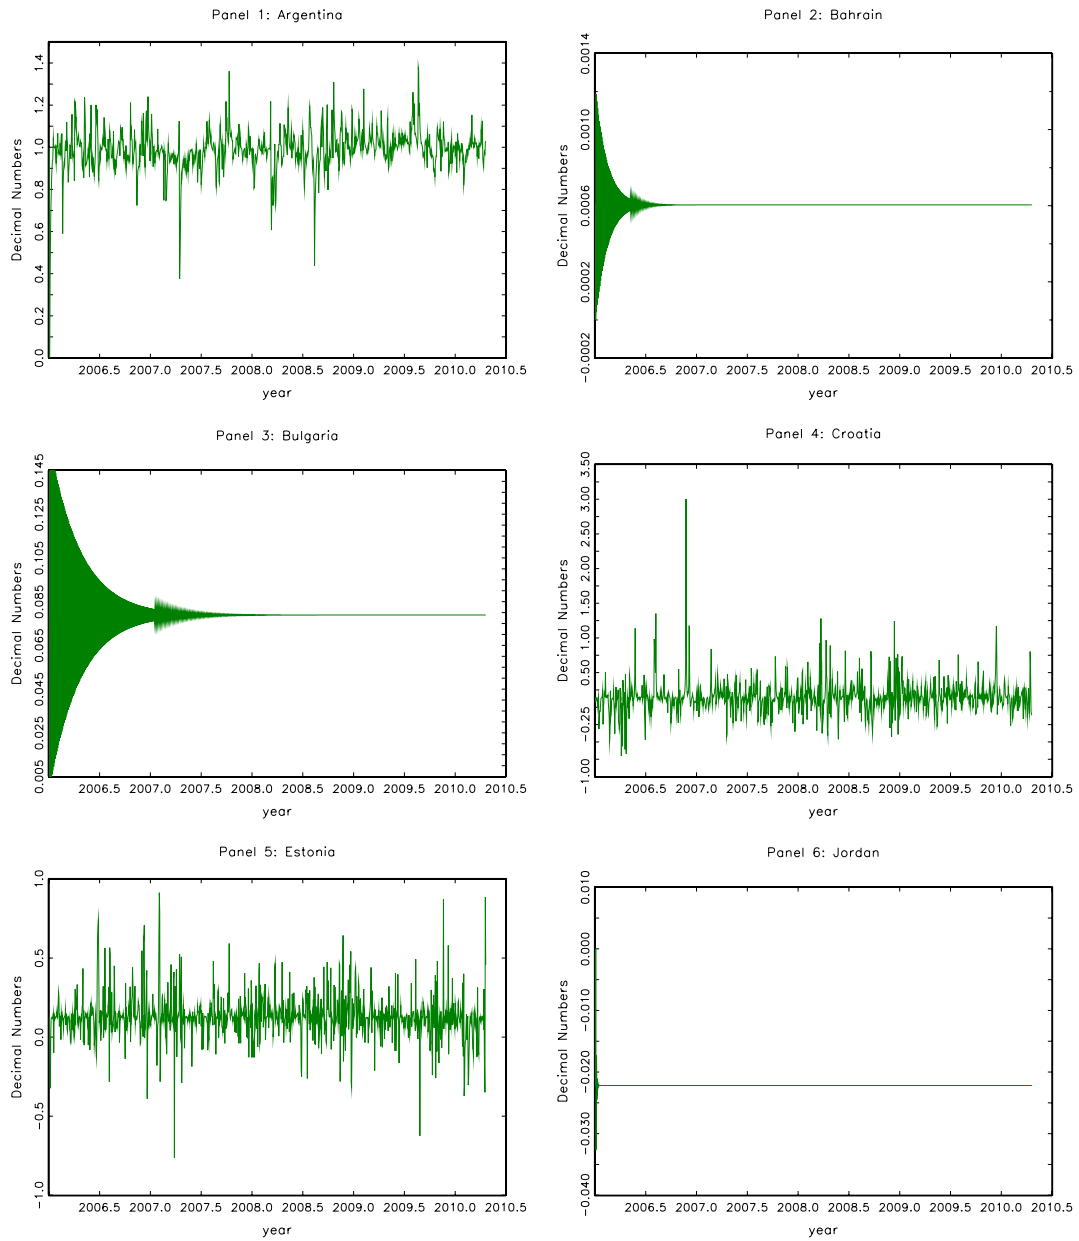 Panel 1: Argentina
Decimal Numbers
0.0 0.2 0.4 0.6 0.8 1.0 1.2 1.4
2006.5 2007.0 2007.5 2008.0 2008.5 2009.0 2009.5 2010.0 2010.5
year
Panel 2: Bahrain
Decimal Numbers
-0.0002 0.0002 0.0006 0.0010 0.0014
2006.5 2007.0 2007.5 2008.0 2008.5 2009.0 2009.5 2010.0 2010.5
year
Panel 3: Bulgaria
Decimal Numbers
0.005 0.025 0.045 0.065 0.085 0.105 0.125 0.145
2006.5 2007.0 2007.5 2008.0 2008.5 2009.0 2009.5 2010.0 2010.5
year
Panel 4: Croatia
Decimal Numbers
-1.00 -0.25 0.50 1.00 1.50 2.00 2.50 3.00 3.50
2006.5 2007.0 2007.5 2008.0 2008.5 2009.0 2009.5 2010.0 2010.5
year
Panel 5: Estonia
Decimal Numbers
-1.0 -0.5 0.0 0.5 1.0
2006.5 2007.0 2007.5 2008.0 2008.5 2009.0 2009.5 2010.0 2010.5
year
Panel 6: Jordan
Decimal Numbers
-0.040 -0.030 -0.020 -0.010 0.000 0.010
2006.5 2007.0 2007.5 2008.0 2008.5 2009.0 2009.5 2010.0 2010.5
year